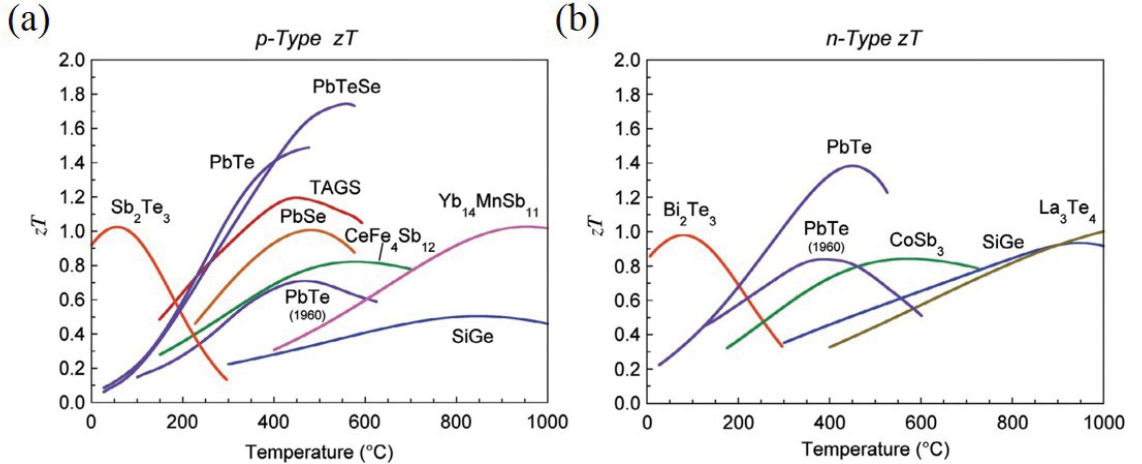 (a)
p-Type zT
2.0
1.8
1.6
1.4
1.2
1.0
0.8
0.6
0.4
0.2
0.0
zT
PbTeSe
PbTe
TAGS
Sb2Te3
PbSe
Yb14MnSb11
CeFe4Sb12
PbTe
(1960)
SiGe
0 200 400 600 800 1000
Temperature (°C)
(b)
n-Type zT
2.0
1.8
1.6
1.4
1.2
1.0
0.8
0.6
0.4
0.2
0.0
zT
PbTe
Bi2Te3
La3Te4
PbTe
(1960)
CoSb3
SiGe
0 200 400 600 800 1000
Temperature (°C)